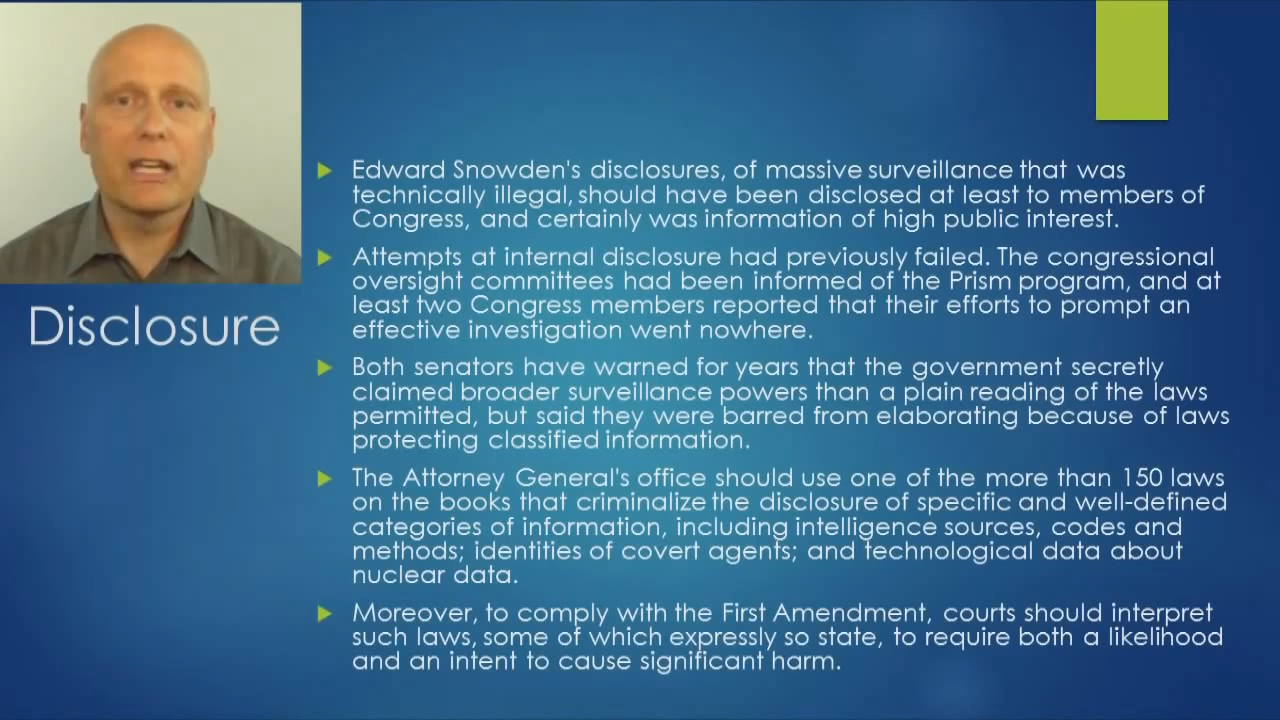 Disclosure
Edward Snowden's disclosures, of massive surveillance that was
technically illegal, should have been disclosed at least to members of
Congress, and certainly was information of high public interest.
Attempts at internal disclosure had previously failed. The congressional
oversight committees had been informed of the Prism program, and at
least two Congress members reported that their efforts to prompt an
effective investigation went nowhere.
Both senators have warned for years that the government secretly
claimed broader surveillance powers than a plain reading of the laws
permitted, but said they were barred from elaborating because of laws
protecting classified information.
The Attorney General's office should use one of the more than 150 laws
on the books that criminalize the disclosure of specific and well-defined
categories of information, including intelligence sources, codes and
methods; identities of covert agents; and technological data about
nuclear data.
Moreover, to comply with the First Amendment, courts should interpret
such laws, some of which expressly so state, to require both a likelihood
and an intent to cause significant harm.